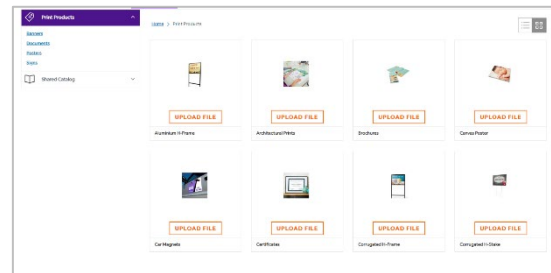 Print Products
Banners
Documents
Posters
Signs
Shared Catalog
Home > Print Products
UPLOAD FILE
UPLOAD FILE
UPLOAD FILE
UPLOAD FILE
Aluminium H-Frame
Architectural Prints
Brochures
Canvas Poster
UPLOAD FILE
UPLOAD FILE
UPLOAD FILE
UPLOAD FILE
Car Magnets
Certificates
Corrugated H-Frame
Corrugated H-Stake